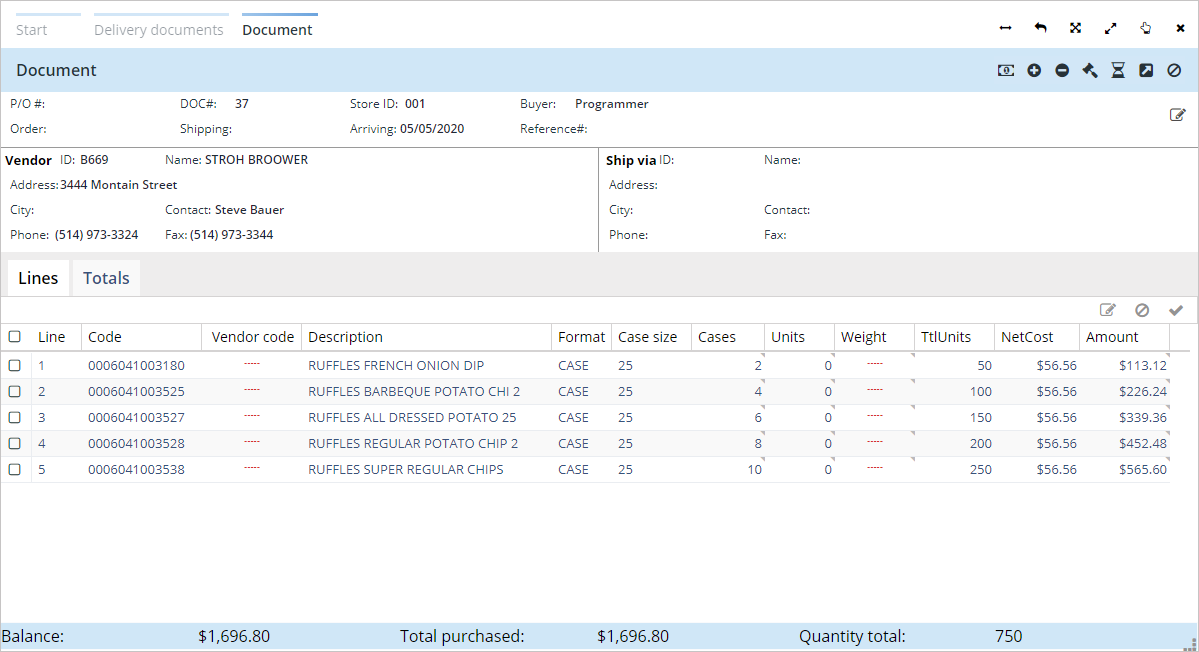 Start Delivery documents Document
Document
P/O #: DOC#: 37 Store ID: 001 Buyer: Programmer
Order: Shipping: Arriving: 05/05/2020 Reference#:
Vendor ID: B669 Name: STROH BROOWER Ship via ID: Name:
Address: 3444 Montain Street Address:
City: Contact: Steve Bauer City: Contact:
Phone: (514) 973-3324 Fax: (514) 973-3344 Phone: Fax:
Lines Totals
Line Code Vendor code Description Format Case size Cases Units Weight TtlUnits NetCost Amount
1 0006041003180 ----- RUFFLES FRENCH ONION DIP CASE 25 2 0 ----- 50 $56.56 $113.12
2 0006041003525 ----- RUFFLES BARBEQUE POTATO CHI 2 CASE 25 4 0 ----- 100 $56.56 $226.24
3 0006041003527 ----- RUFFLES ALL DRESSED POTATO 25 CASE 25 6 0 ----- 150 $56.56 $339.36
4 0006041003528 ----- RUFFLES REGULAR POTATO CHIP 2 CASE 25 8 0 ----- 200 $56.56 $452.48
5 0006041003538 ----- RUFFLES SUPER REGULAR CHIPS CASE 25 10 0 ----- 250 $56.56 $565.60
Balance: $1,696.80 Total purchased: $1,696.80 Quantity total: 750